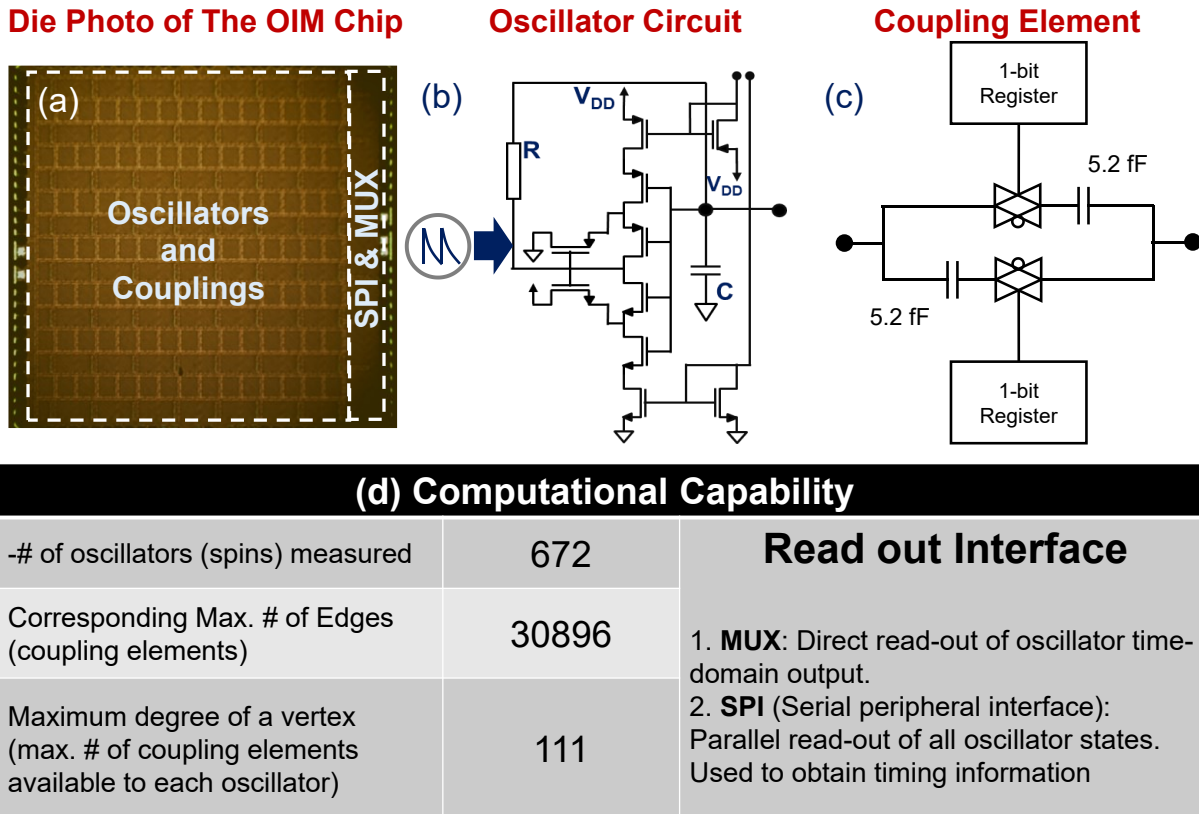 Die Photo of The OIM Chip
Oscillator Circuit
Coupling Element
(a)
Oscillators
and
Couplings
SPI & MUX
(b)
VDD
R
VDD
C
(c)
1-bit
Register
5.2 fF
5.2 fF
1-bit
Register
(d) Computational Capability
-# of oscillators (spins) measured
672
Corresponding Max. # of Edges
(coupling elements)
30896
Maximum degree of a vertex
(max. # of coupling elements
available to each oscillator)
111
Read out Interface
1. MUX: Direct read-out of oscillator time-
domain output.
2. SPI (Serial peripheral interface):
Parallel read-out of all oscillator states.
Used to obtain timing information